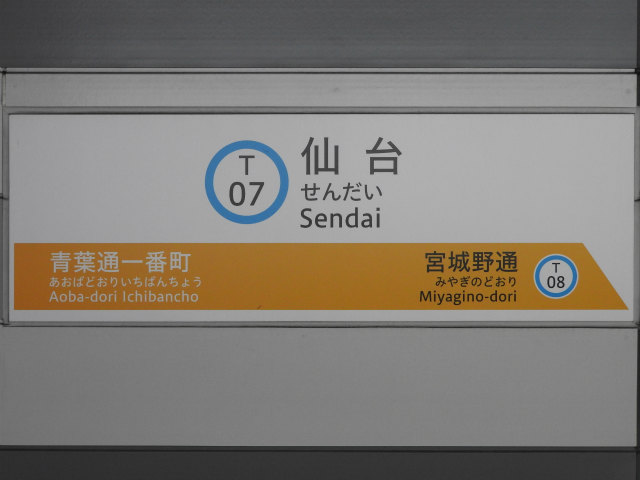 T
07
仙台
せんだい
Sendai
青葉通一番町
あおばどおりいちばんちょう
Aoba-dori Ichibancho
宮城野通
みやぎのどおり
Miyagino-dori
T
08